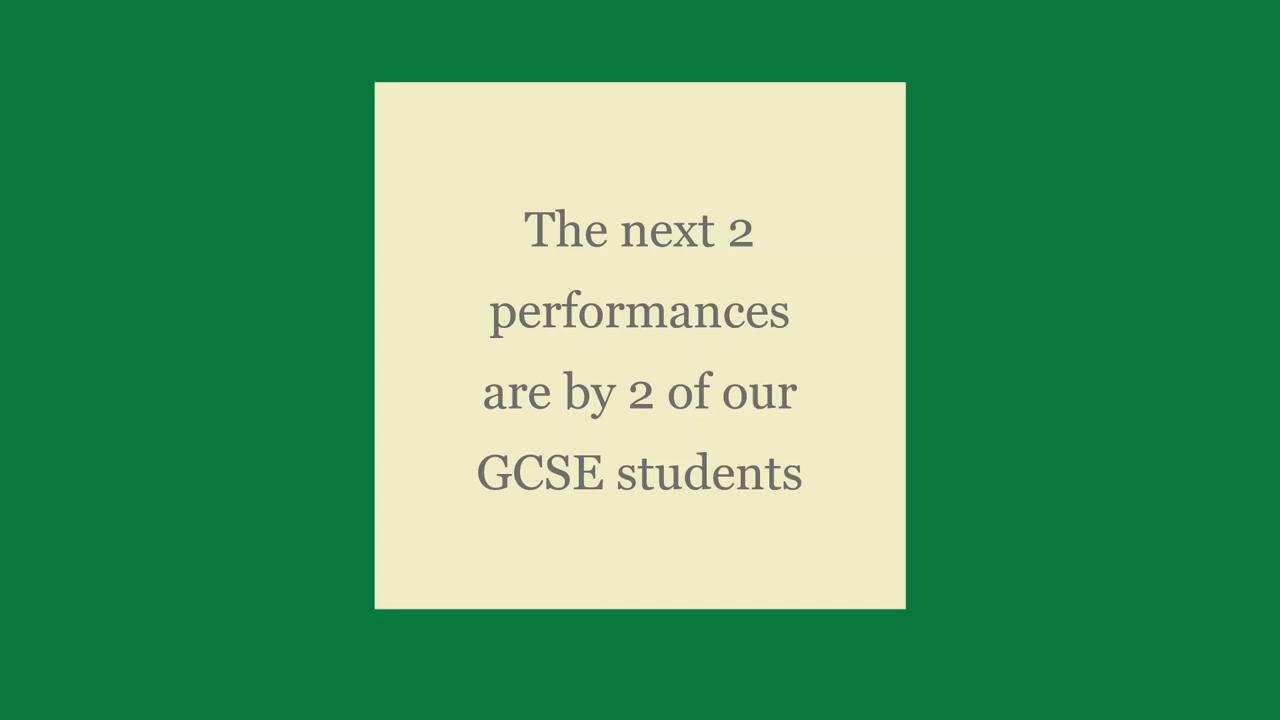 The next 2
performances
are by 2 of our
GCSE students